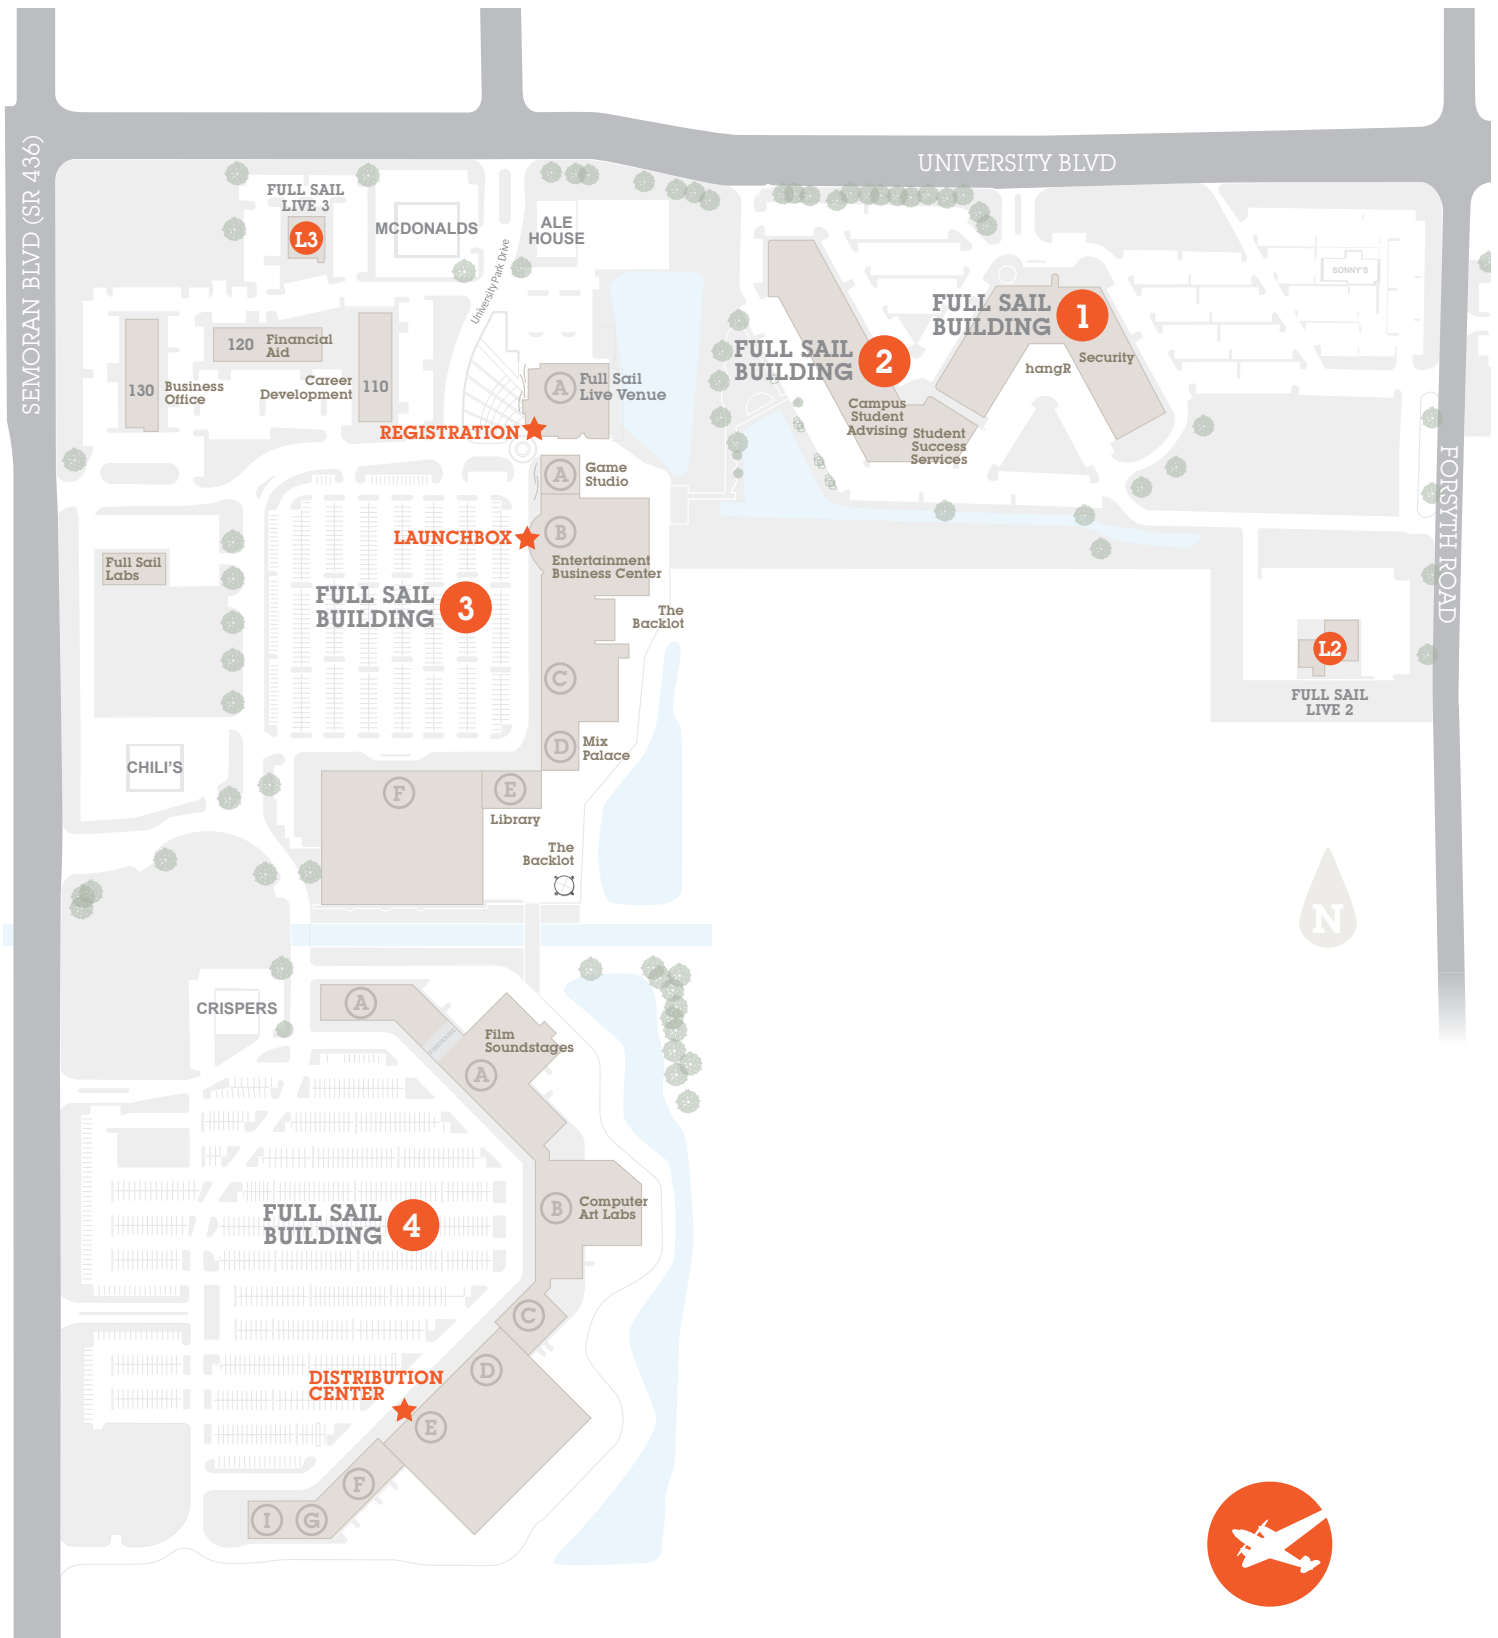 UNIVERSITY BLVD
SEMORAN BLVD (SR 436)
FORSYTH ROAD
FULL SAIL
LIVE 3
L3
MCDONALDS
ALE
HOUSE
University Park Drive
SONNY'S
FULL SAIL
BUILDING
1
FULL SAIL
BUILDING
2
hangR
Security
Campus
Student
Advising
Student
Success
Services
120
Financial
Aid
130
Business
Office
Career
Development
110
A
Full Sail
Live Venue
REGISTRATION
A
Game
Studio
LAUNCHBOX
B
Entertainment
Business Center
Full Sail
Labs
FULL SAIL
BUILDING
3
The
Backlot
L2
FULL SAIL
LIVE 2
C
D
Mix
Palace
CHILI'S
F
E
Library
The
Backlot
N
CRISPERS
A
Film
Soundstages
A
FULL SAIL
BUILDING
4
B
Computer
Art Labs
C
D
DISTRIBUTION
CENTER
E
F
I
G